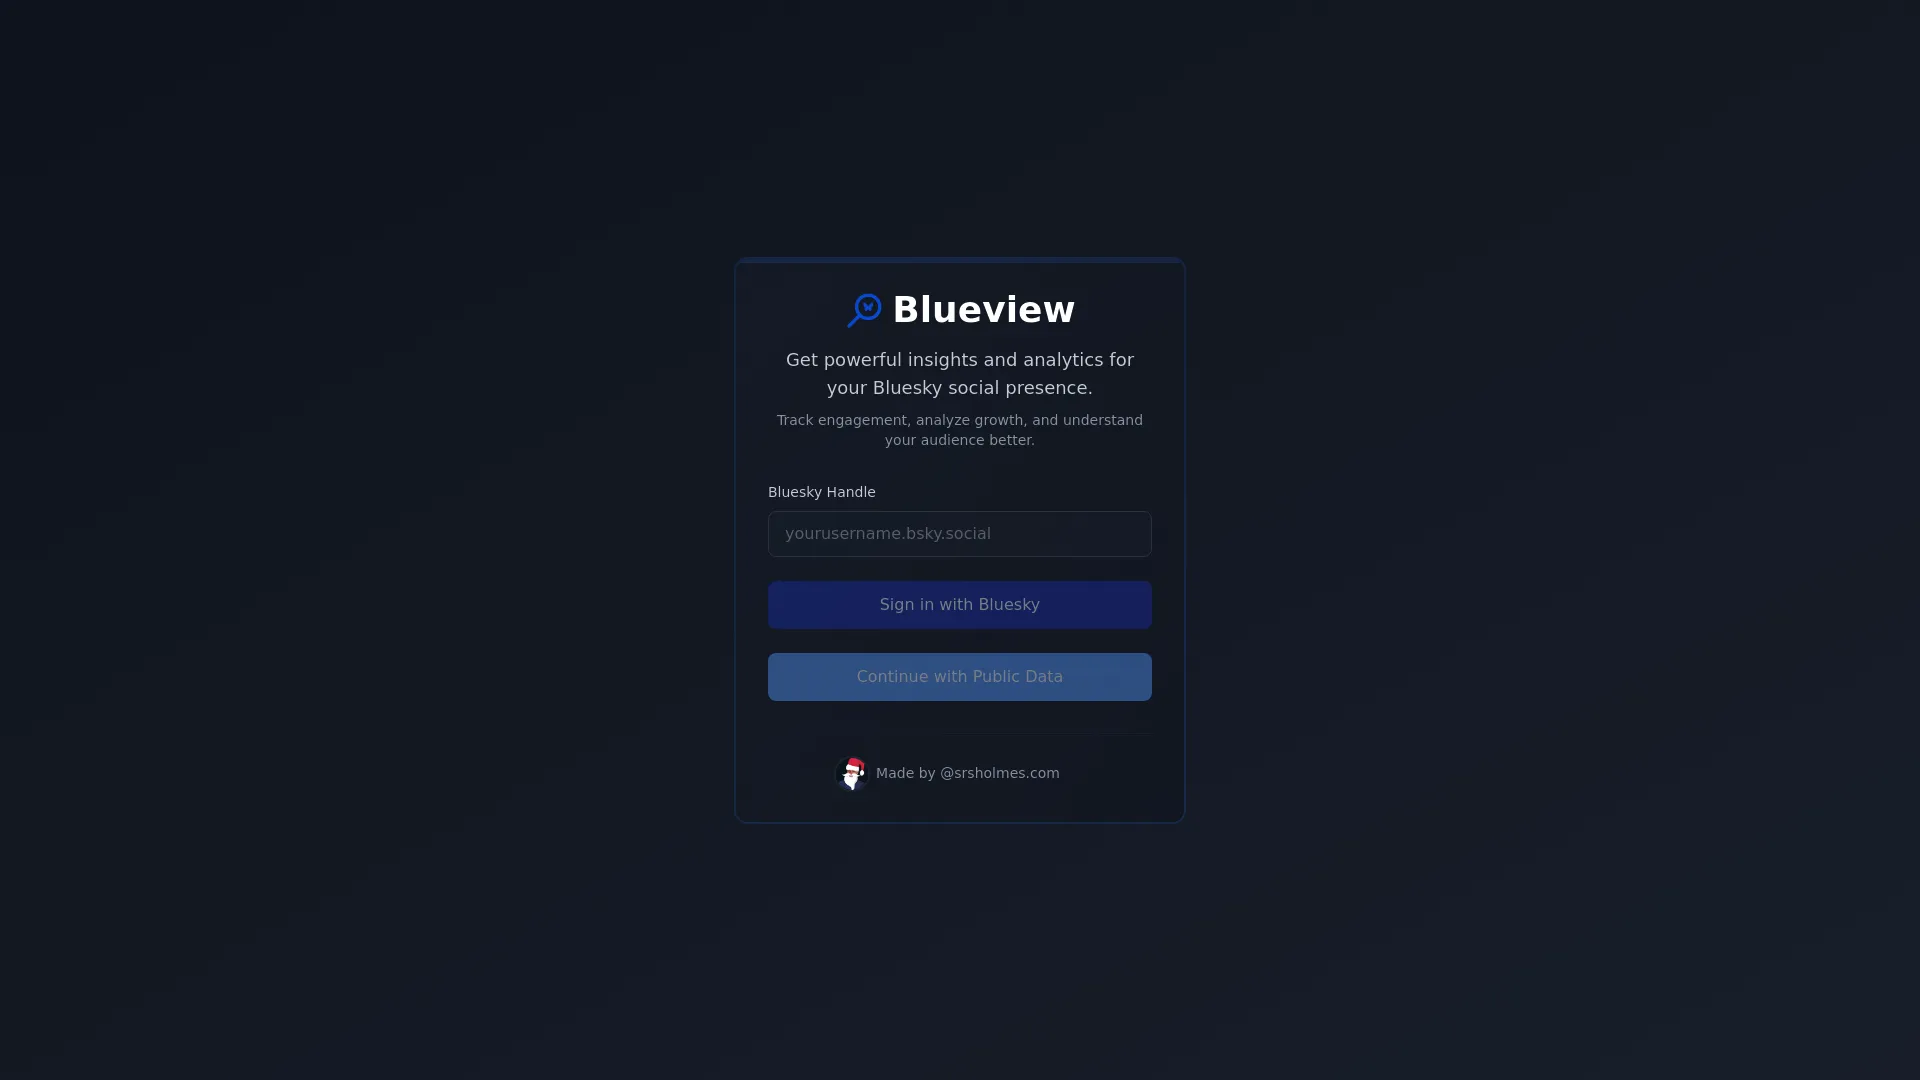 Blueview
Get powerful insights and analytics for
your Bluesky social presence.
Track engagement, analyze growth, and understand
your audience better.
Bluesky Handle
yourusername.bsky.social
Sign in with Bluesky
Continue with Public Data
Made by @srsholmes.com